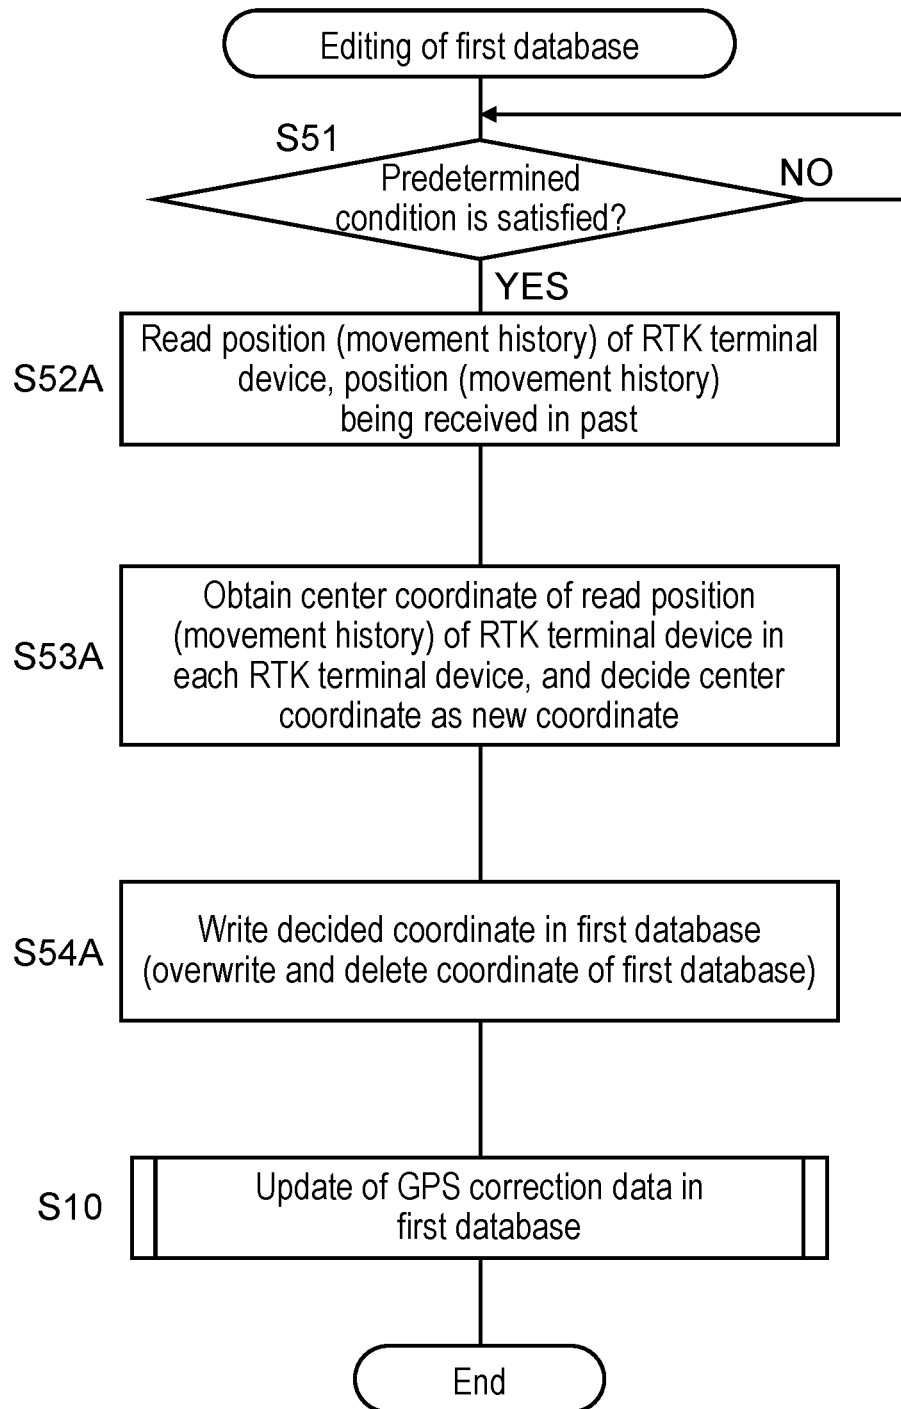 Editing of first database
S51
Predetermined
condition is satisfied?
NO
YES
S52A
Read position (movement history) of RTK terminal
device, position (movement history)
being received in past
S53A
Obtain center coordinate of read position
(movement history) of RTK terminal device in
each RTK terminal device, and decide center
coordinate as new coordinate
S54A
Write decided coordinate in first database
(overwrite and delete coordinate of first database)
S10
Update of GPS correction data in
first database
End